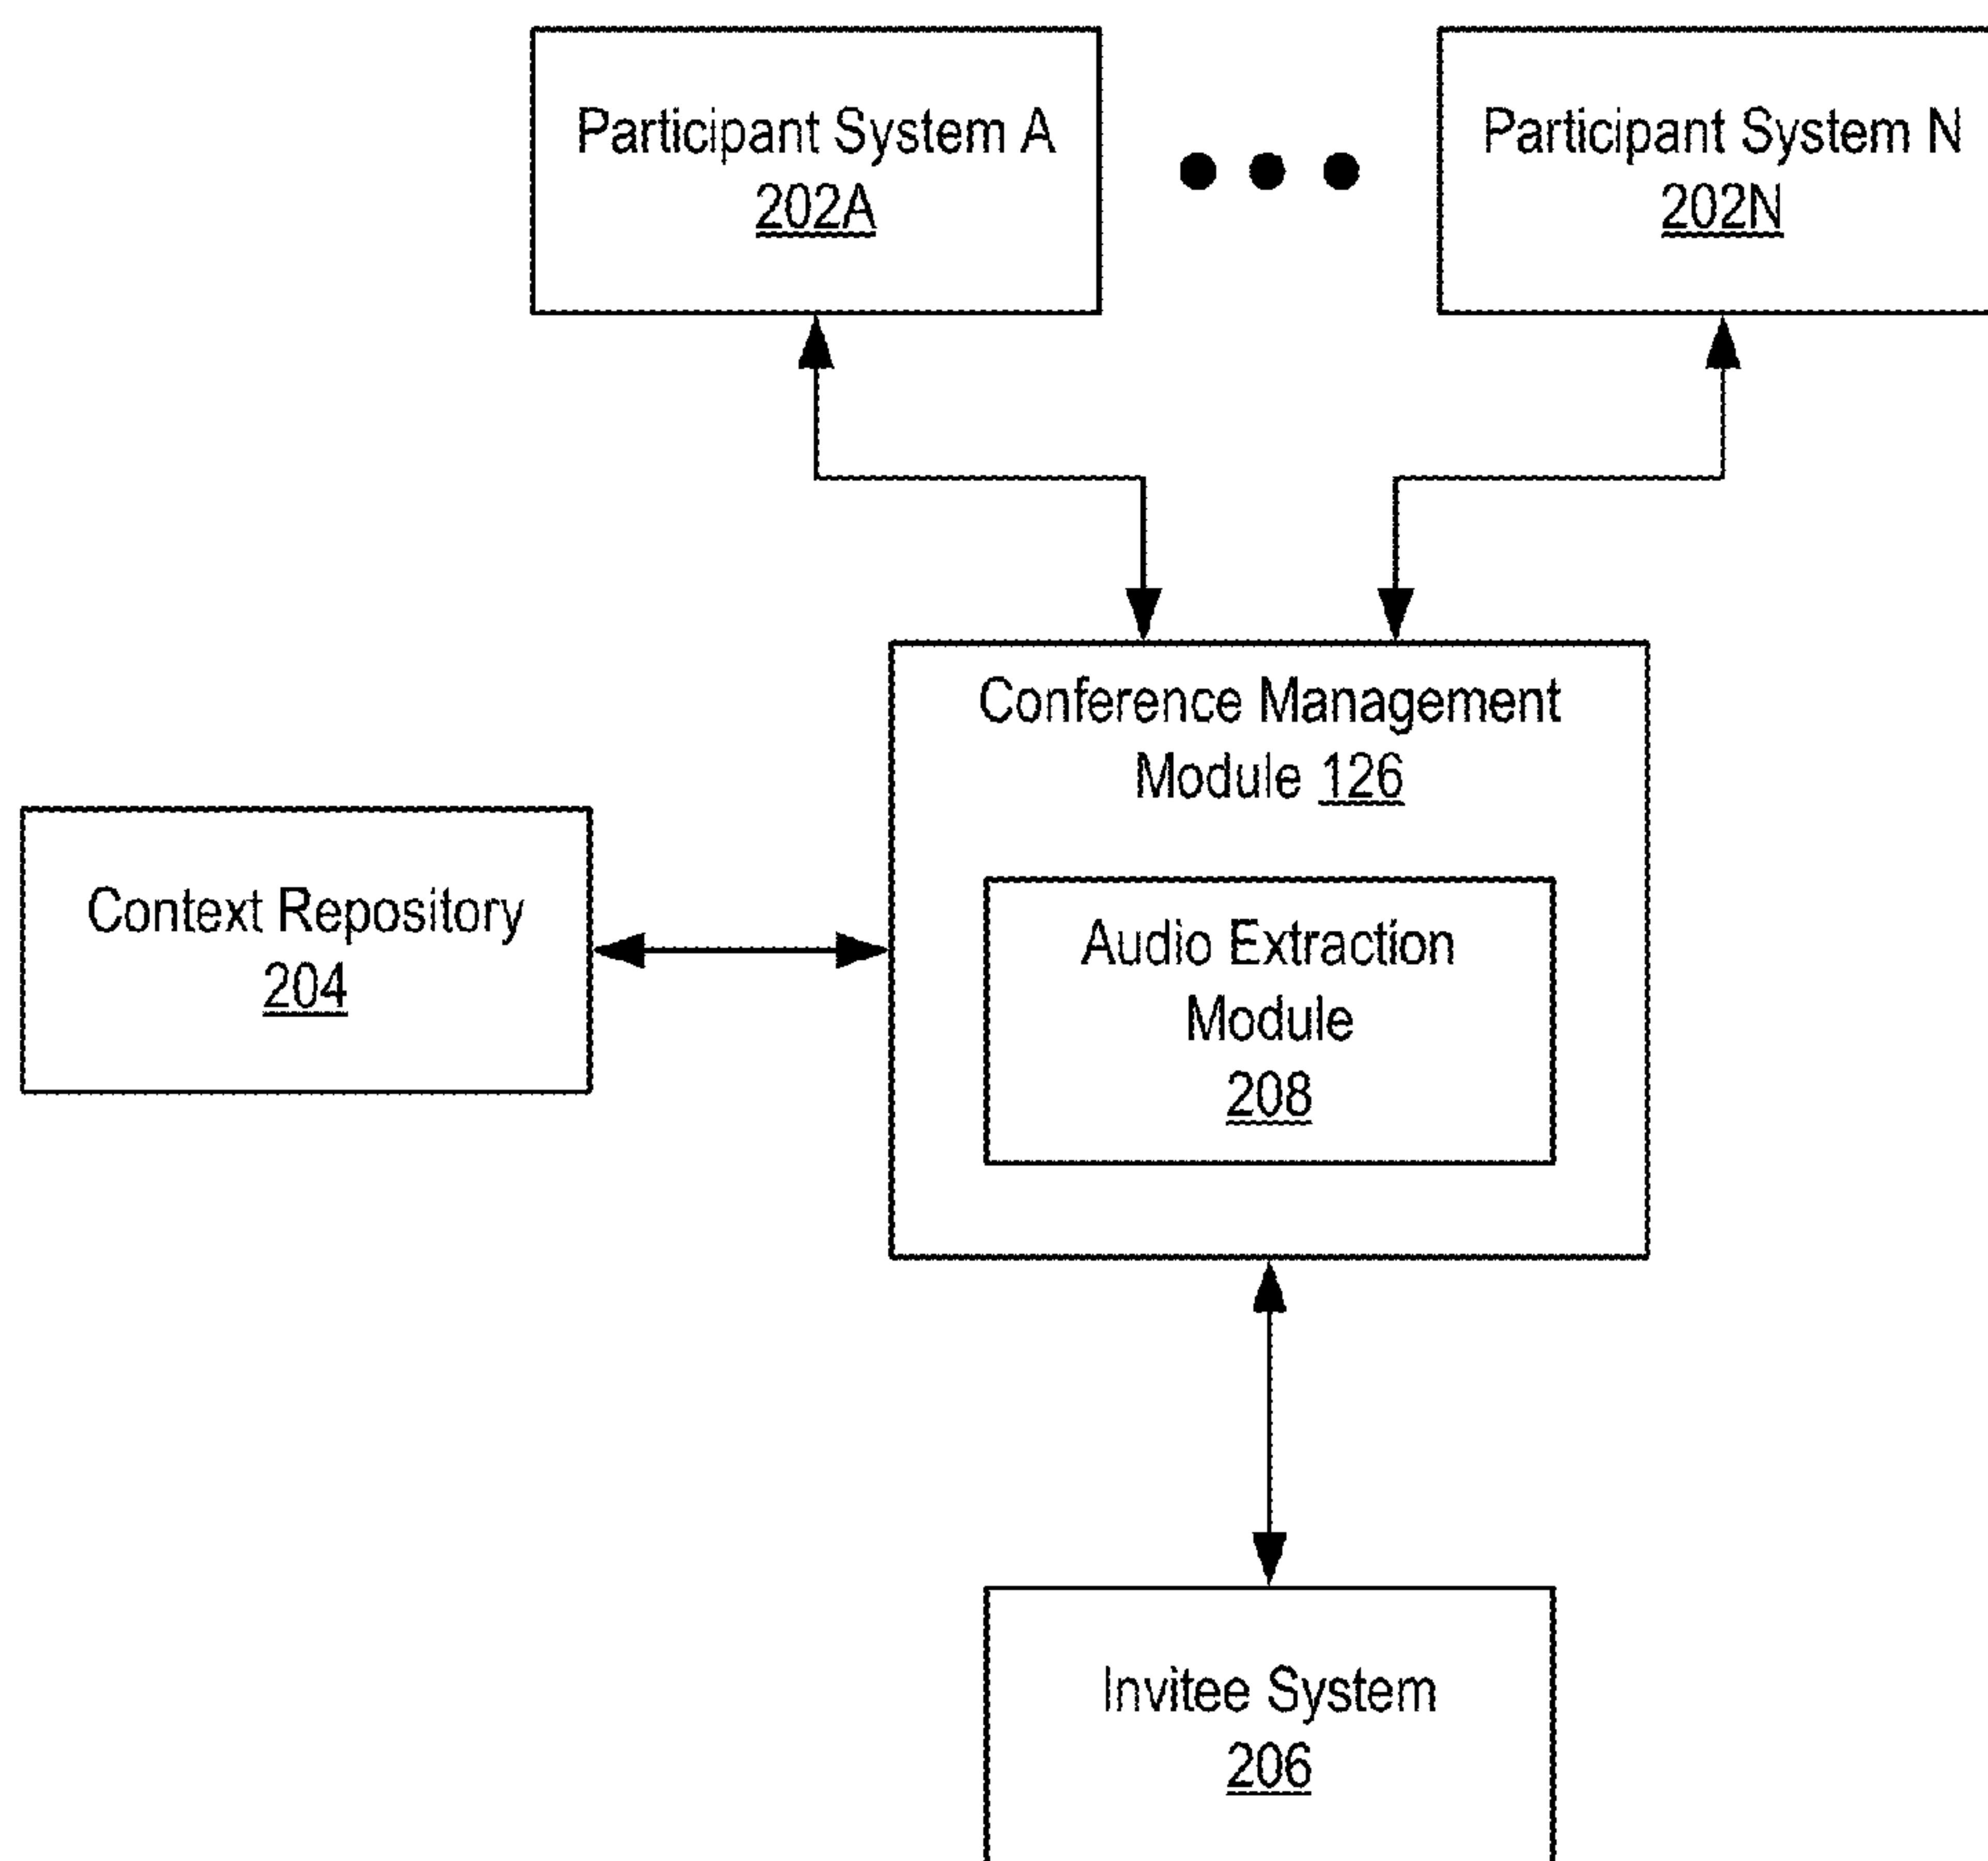 Participant System A
202A
Participant System N
202N
Conference Management
Module 126
Context Repository
204
Audio Extraction
Module
208
Invitee System
206